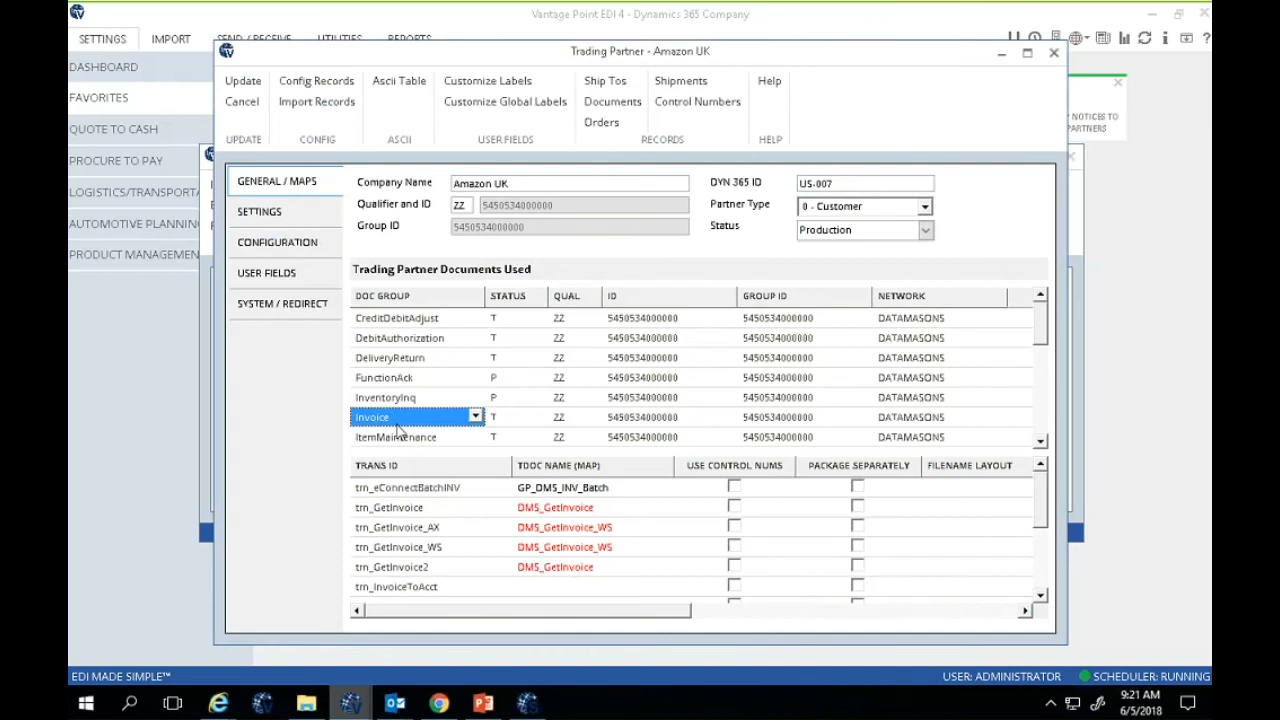 Vantage Point EDI 4 - Dynamics 365 Company
SETTINGS IMPORT SEND / RECEIVE UTILITIES REPORTS
DASHBOARD
FAVORITES
QUOTE TO CASH
PROCURE TO PAY
LOGISTICS/TRANSPORTA
AUTOMOTIVE PLANNING
PRODUCT MANAGEMEN
NOTICES TO
PARTNERS
Trading Partner - Amazon UK
Update Config Records Ascii Table Customize Labels Ship Tos Shipments Help
Cancel Import Records Customize Global Labels Documents Control Numbers
Orders
UPDATE CONFIG ASCII USER FIELDS RECORDS HELP
GENERAL / MAPS
SETTINGS
CONFIGURATION
USER FIELDS
SYSTEM / REDIRECT
Company Name Amazon UK DYN 365 ID US-007
Qualifier and ID ZZ 5450534000000 Partner Type 0 - Customer
Group ID 5450534000000 Status Production
Trading Partner Documents Used
DOC GROUP STATUS QUAL ID GROUP ID NETWORK
CreditDebitAdjust T ZZ 5450534000000 5450534000000 DATAMASONS
DebitAuthorization T ZZ 5450534000000 5450534000000 DATAMASONS
DeliveryReturn T ZZ 5450534000000 5450534000000 DATAMASONS
FunctionAck P ZZ 5450534000000 5450534000000 DATAMASONS
InventoryInq P ZZ 5450534000000 5450534000000 DATAMASONS
Invoice T ZZ 5450534000000 5450534000000 DATAMASONS
ItemMaintenance T ZZ 5450534000000 5450534000000 DATAMASONS
TRANS ID TDOC NAME (MAP) USE CONTROL NUMS PACKAGE SEPARATELY FILENAME LAYOUT
trn_eConnectBatchINV GP_DMS_INV_Batch
trn_GetInvoice DMS_GetInvoice
trn_GetInvoice_AX DMS_GetInvoice_WS
trn_GetInvoice_WS DMS_GetInvoice_WS
trn_GetInvoice2 DMS_GetInvoice
trn_InvoiceToAcct
EDI MADE SIMPLE™ USER: ADMINISTRATOR SCHEDULER: RUNNING
9:21 AM
6/5/2018